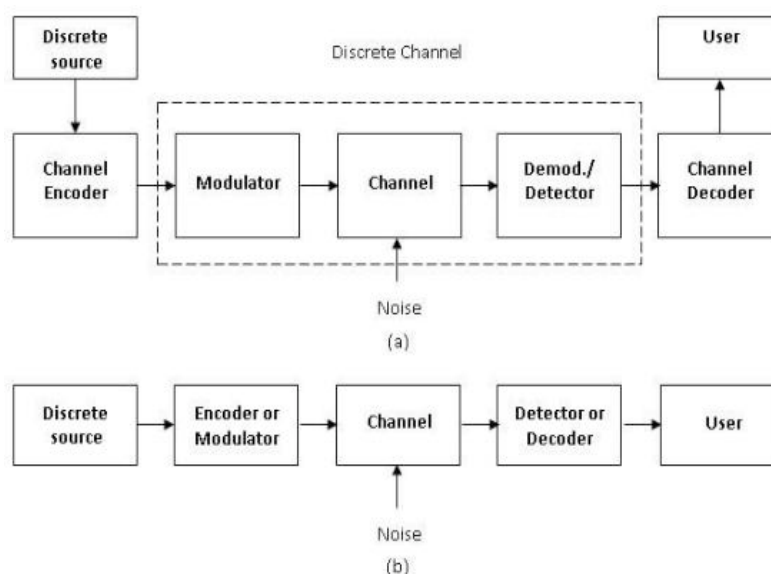 Discrete
source
Discrete Channel
User
Channel
Encoder
Modulator
Channel
Demod./
Detector
Channel
Decoder
Noise
(a)
Discrete
source
Encoder or
Modulator
Channel
Detector or
Decoder
User
Noise
(b)